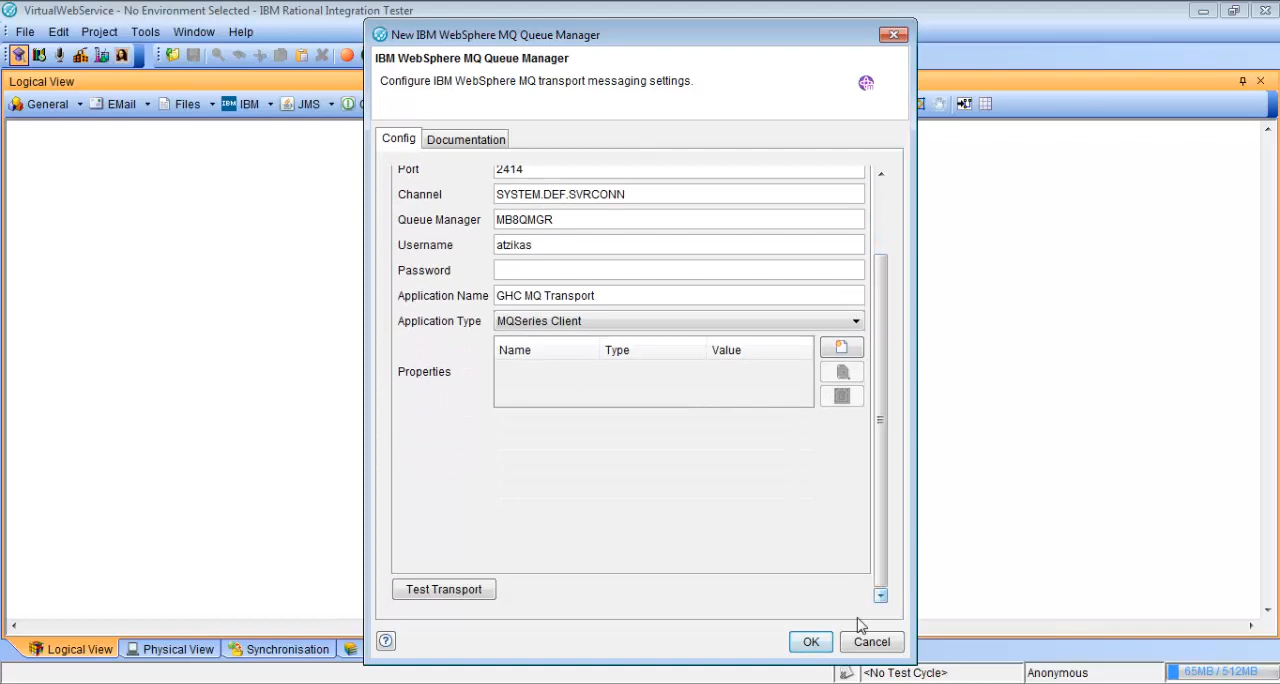 VirtualWebService - No Environment Selected - IBM Rational Integration Tester
File Edit Project Tools Window Help
Logical View
General EMail Files IBM IBM JMS
New IBM WebSphere MQ Queue Manager
IBM WebSphere MQ Queue Manager
Configure IBM WebSphere MQ transport messaging settings.
Config Documentation
Port 2414
Channel SYSTEM.DEF.SVRCONN
Queue Manager MB8QMGR
Username atzikas
Password
Application Name GHC MQ Transport
Application Type MQSeries Client
Name Type Value
Properties
Test Transport
OK Cancel
Logical View Physical View Synchronisation
<No Test Cycle> Anonymous 65MB / 512MB